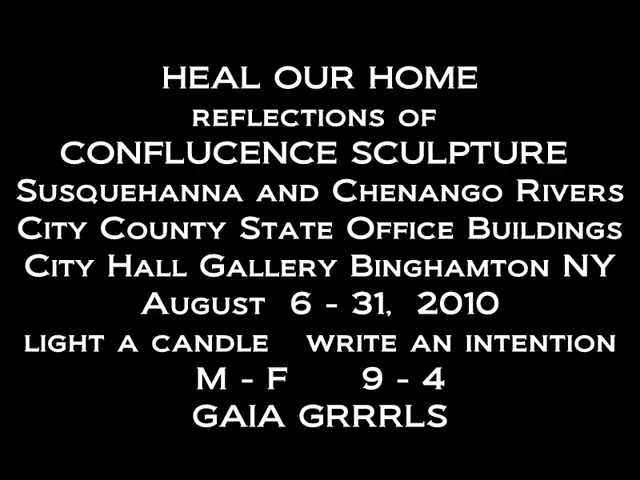 HEAL OUR HOME
REFLECTIONS OF
CONFLUCENCE SCULPTURE
SUSQUEHANNA AND CHENANGO RIVERS
CITY COUNTY STATE OFFICE BUILDINGS
CITY HALL GALLERY BINGHAMTON NY
AUGUST 6 - 31, 2010
LIGHT A CANDLE WRITE AN INTENTION
M - F 9 - 4
GAIA GRRRLS